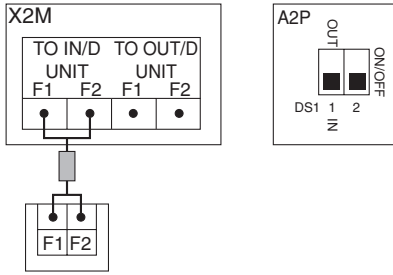 X2M
TO IN/D TO OUT/D
UNIT UNIT
F1 F2 F1 F2
F1 F2
A2P
OUT
ON/OFF
DS1 1 2
IN